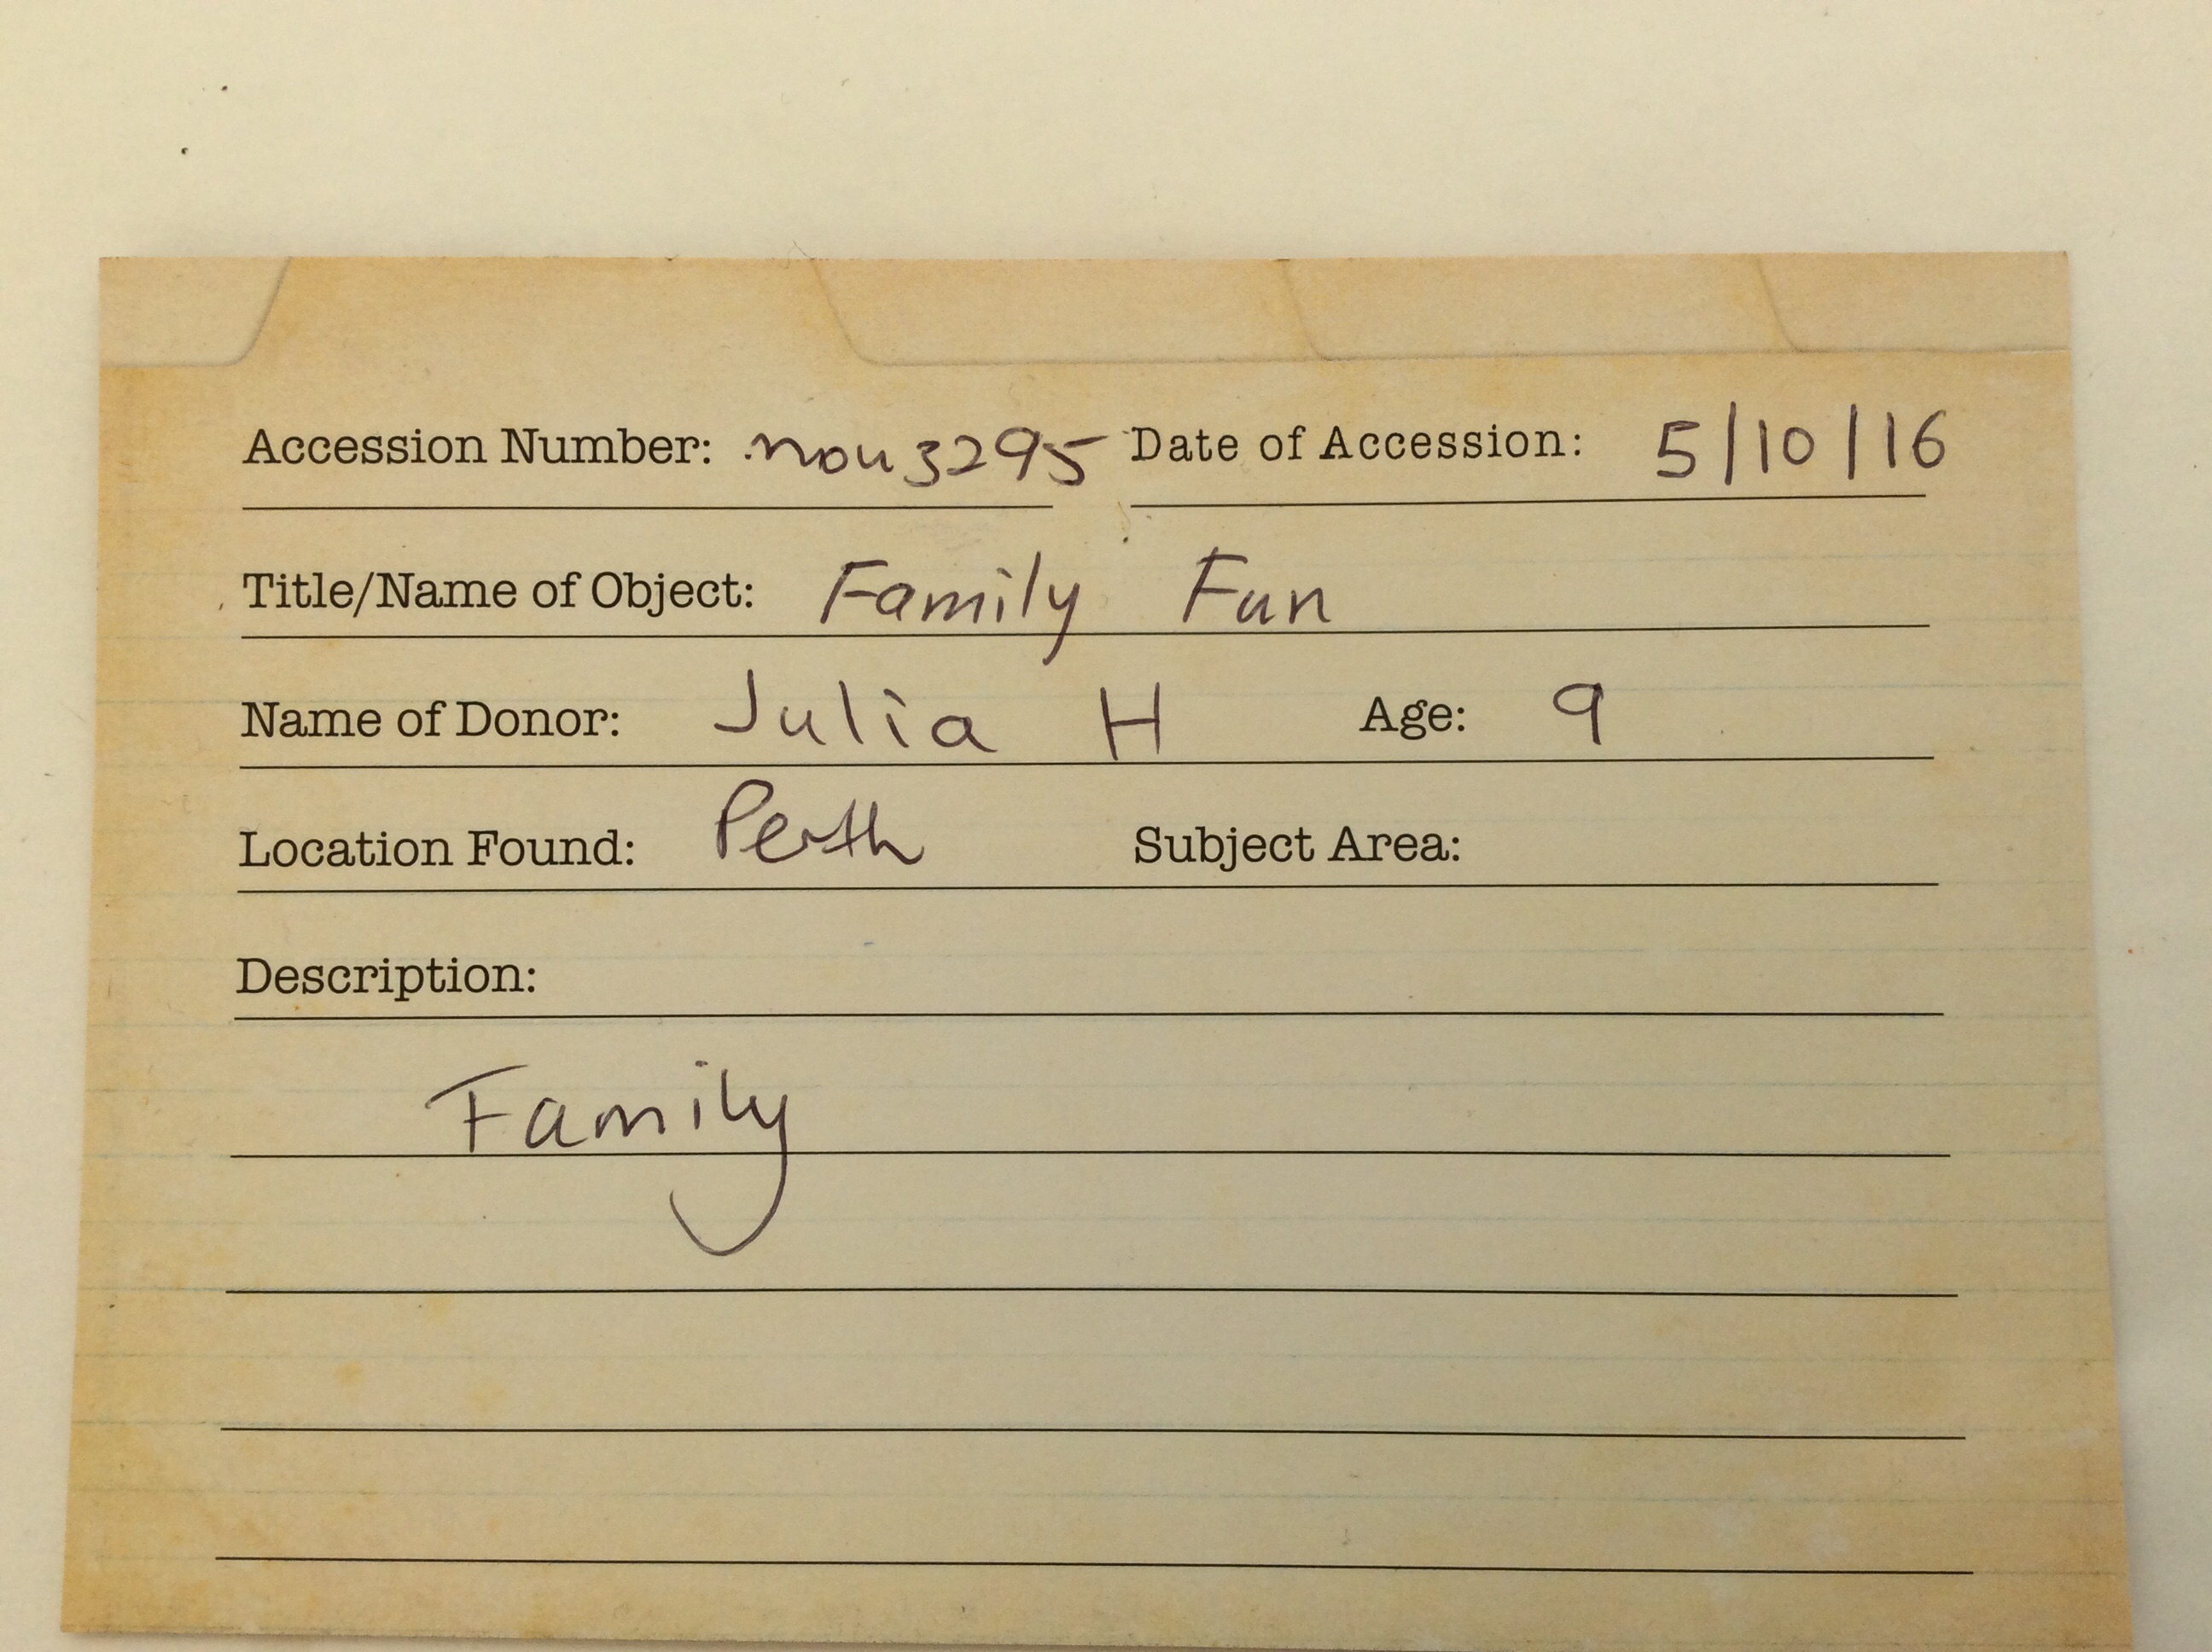 Accession Number: mou3295 Date of Accession: 5/10/16
Title/Name of Object: Family Fun
Name of Donor: Julia H Age: 9
Location Found: Perth Subject Area:
Description:
Family